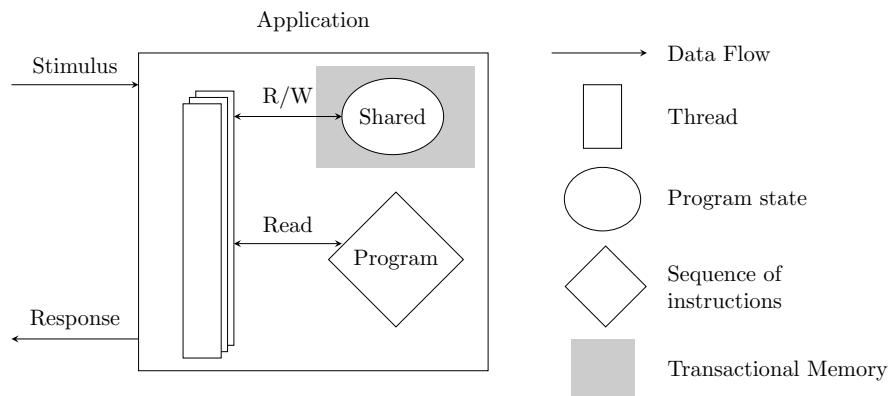 Application
Stimulus
R/W
Shared
Read
Program
Response
Data Flow
Thread
Program state
Sequence of
instructions
Transactional Memory